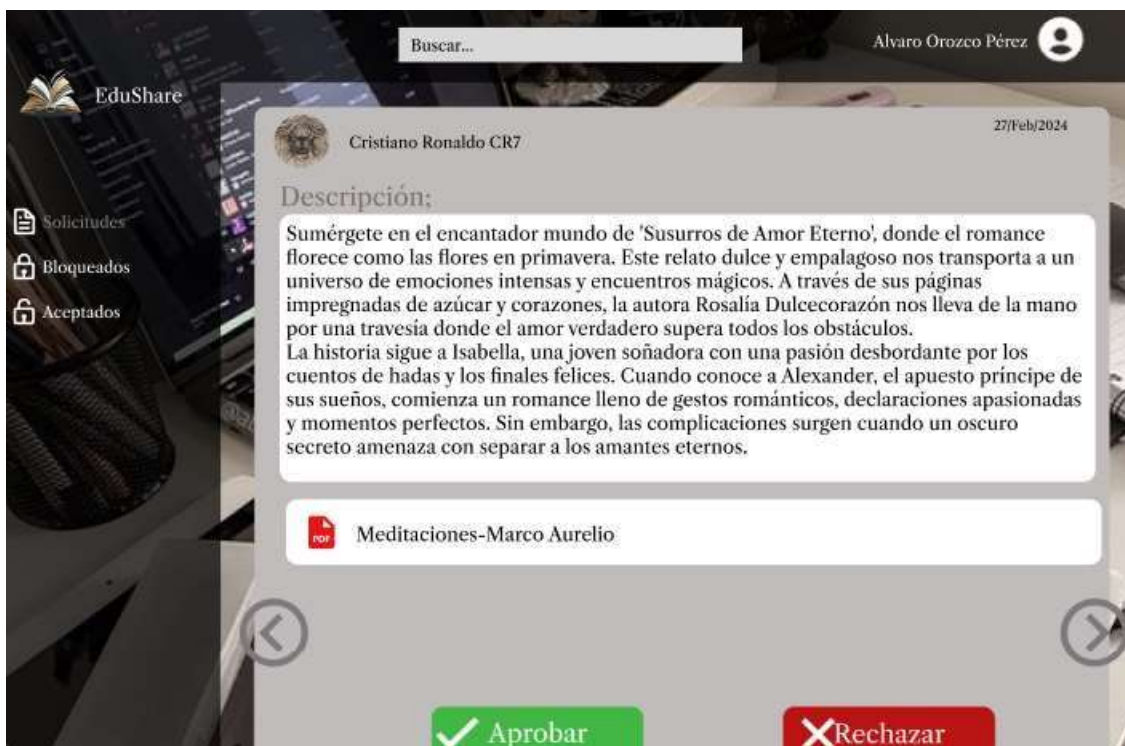 Buscar...
Alvaro Orozco Pérez
EduShare
Cristiano Ronaldo CR7
27/Feb/2024
Descripción;
Solicitudes
Bloqueados
Aceptados
Sumérgete en el encantador mundo de 'Susurros de Amor Eterno', donde el romance
florece como las flores en primavera. Este relato dulce y empalagoso nos transporta a un
universo de emociones intensas y encuentros mágicos. A través de sus páginas
impregnadas de azúcar y corazones, la autora Rosalía Dulcecorazón nos lleva de la mano
por una travesía donde el amor verdadero supera todos los obstáculos.
La historia sigue a Isabella, una joven soñadora con una pasión desbordante por los
cuentos de hadas y los finales felices. Cuando conoce a Alexander, el apuesto príncipe de
sus sueños, comienza un romance lleno de gestos románticos, declaraciones apasionadas
y momentos perfectos. Sin embargo, las complicaciones surgen cuando un oscuro
secreto amenaza con separar a los amantes eternos.
PDF
Meditaciones-Marco Aurelio
Aprobar
Rechazar